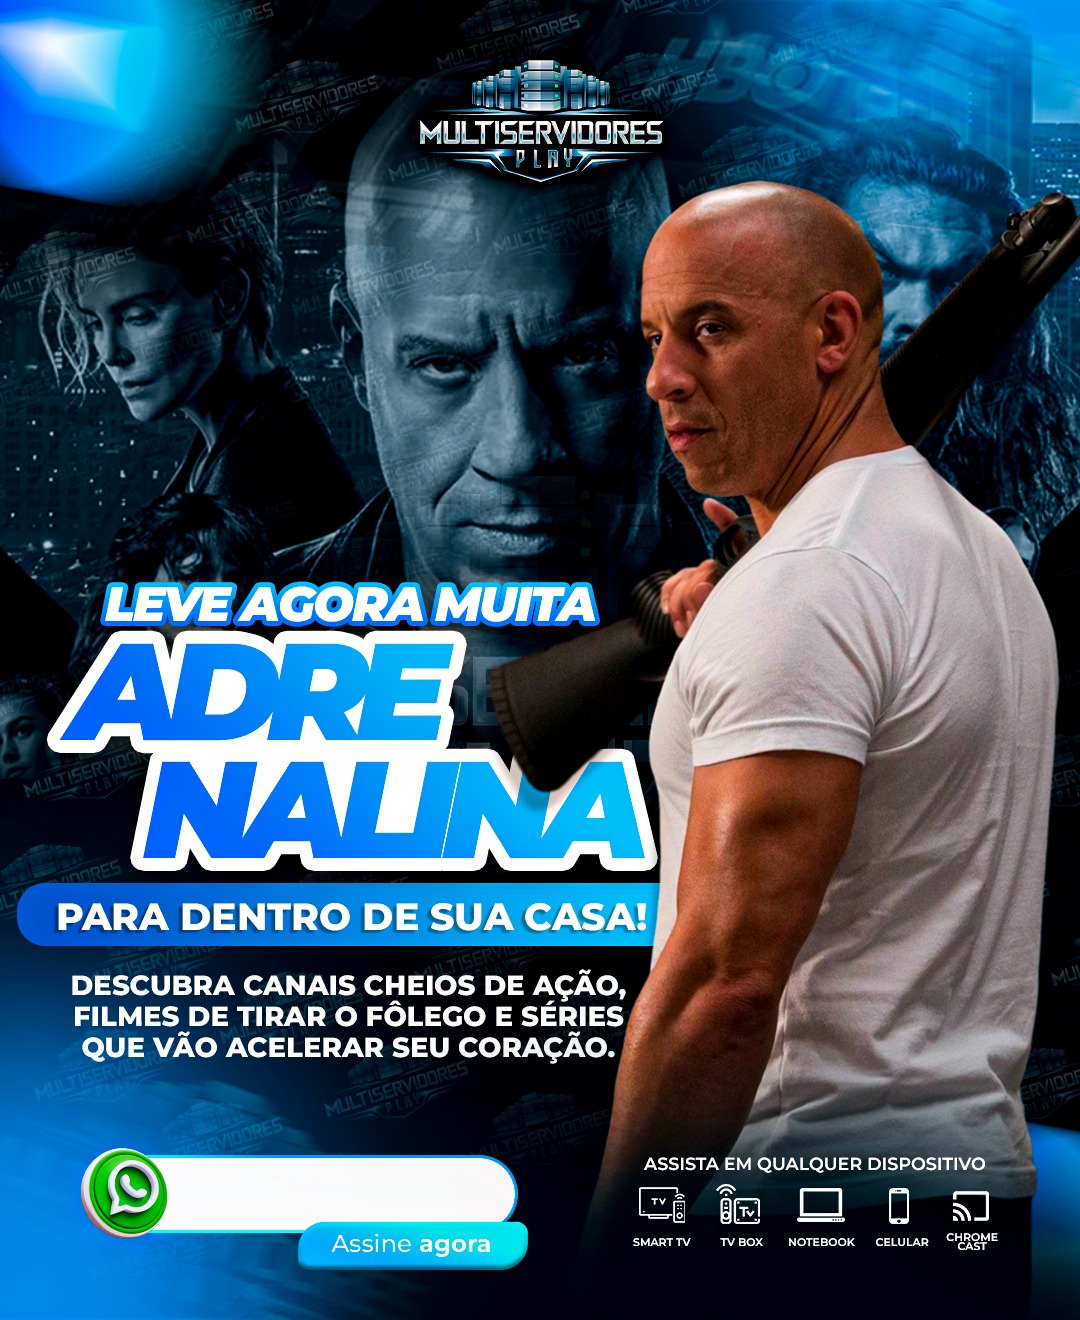 MULTISERVIDORES
PLAY
LEVE AGORA MUITA
ADRE
NALINA
PARA DENTRO DE SUA CASA!
DESCUBRA CANAIS CHEIOS DE AÇÃO,
FILMES DE TIRAR O FÔLEGO E SÉRIES
QUE VÃO ACELERAR SEU CORAÇÃO.
Assine agora
ASSISTA EM QUALQUER DISPOSITIVO
TV
TV
SMART TV
TV BOX
NOTEBOOK
CELULAR
CHROME
CAST